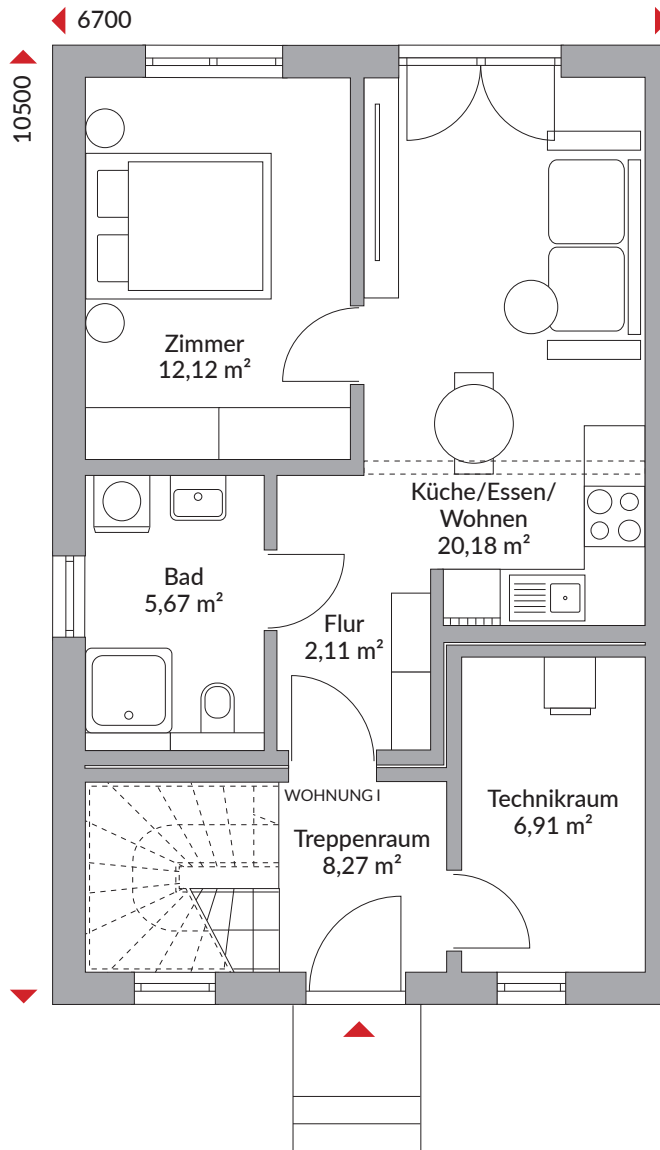 6700
10500
Zimmer
12,12 m²
Küche/Essen/
Wohnen
20,18 m²
Bad
5,67 m²
Flur
2,11 m²
WOHNUNG I
Treppenraum
8,27 m²
Technikraum
6,91 m²